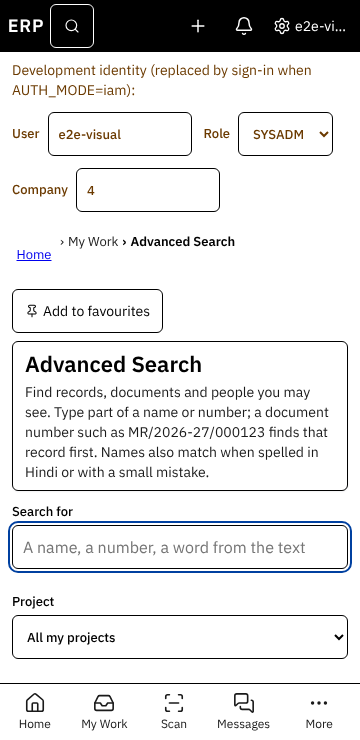 ERP
e2e-vi...
Development identity (replaced by sign-in when
AUTH_MODE=iam):
User e2e-visual Role SYSADM
Company 4
Home › My Work › Advanced Search
Add to favourites
Advanced Search
Find records, documents and people you may
see. Type part of a name or number; a document
number such as MR/2026-27/000123 finds that
record first. Names also match when spelled in
Hindi or with a small mistake.
Search for
A name, a number, a word from the text
Project
All my projects
Home My Work Scan Messages More